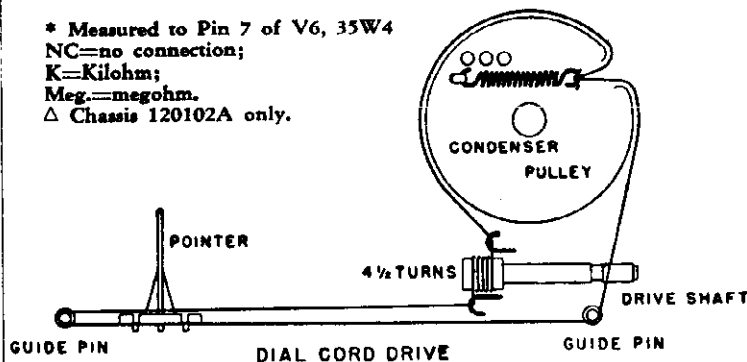 * Measured to Pin 7 of V6, 35W4
NC=no connection;
K=Kilohm;
Meg.=megohm.
Δ Chassis 120102A only.
CONDENSER
PULLEY
POINTER
4½ TURNS
DRIVE SHAFT
GUIDE PIN
GUIDE PIN
DIAL CORD DRIVE